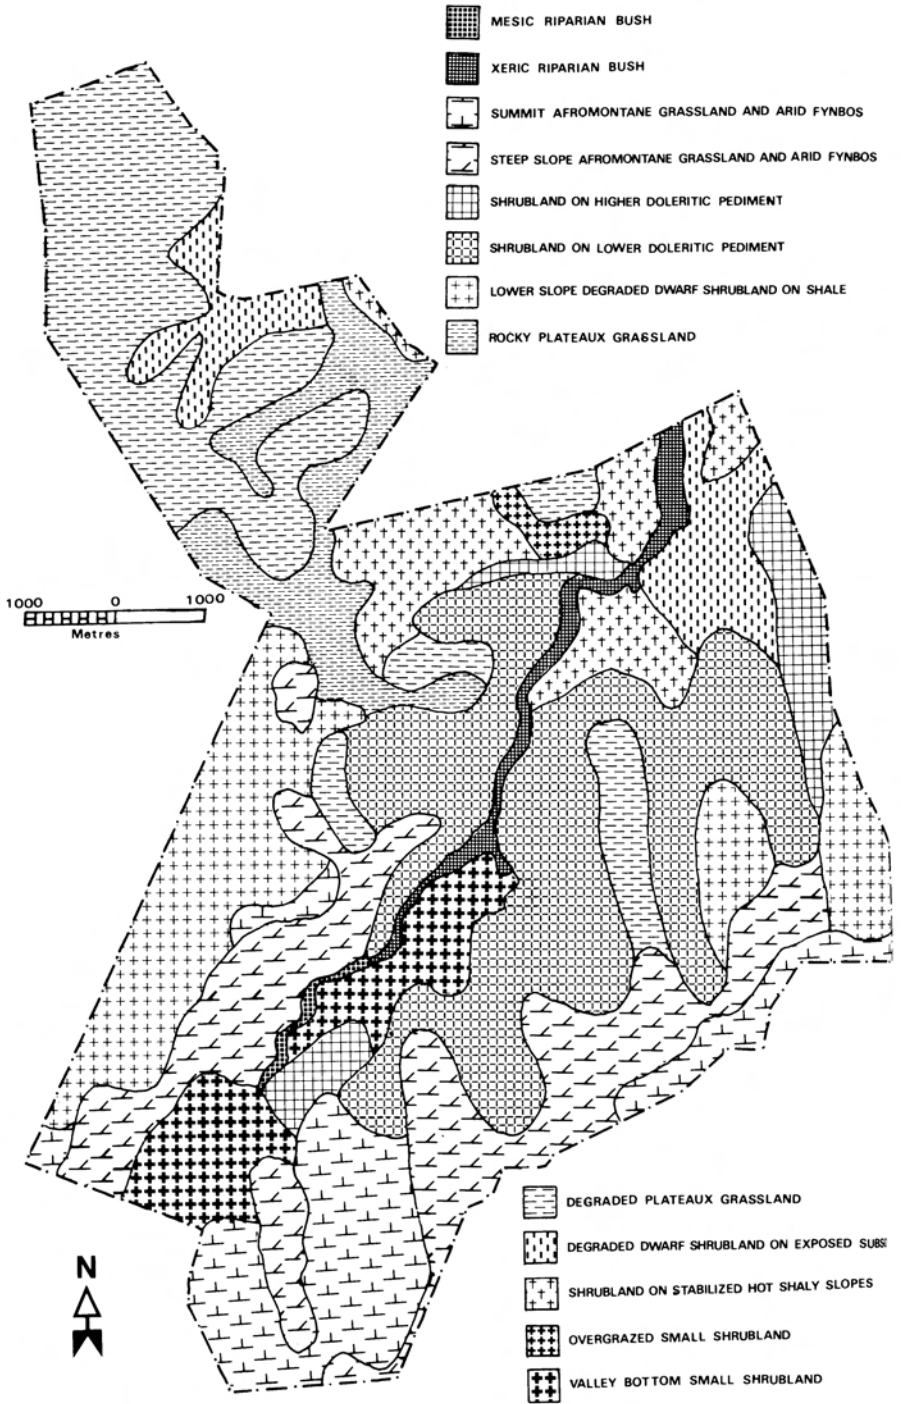 MESIC RIPARIAN BUSH
XERIC RIPARIAN BUSH
SUMMIT AFROMONTANE GRASSLAND AND ARID FYNBOS
STEEP SLOPE AFROMONTANE GRASSLAND AND ARID FYNBOS
SHRUBLAND ON HIGHER DOLERITIC PEDIMENT
SHRUBLAND ON LOWER DOLERITIC PEDIMENT
LOWER SLOPE DEGRADED DWARF SHRUBLAND ON SHALE
ROCKY PLATEAUX GRASSLAND
1000 0 1000
Metres
DEGRADED PLATEAUX GRASSLAND
DEGRADED DWARF SHRUBLAND ON EXPOSED
SHRUBLAND ON STABILIZED HOT SHALY SLOPES
OVERGRAZED SMALL SHRUBLAND
VALLEY BOTTOM SMALL SHRUBLAND
N